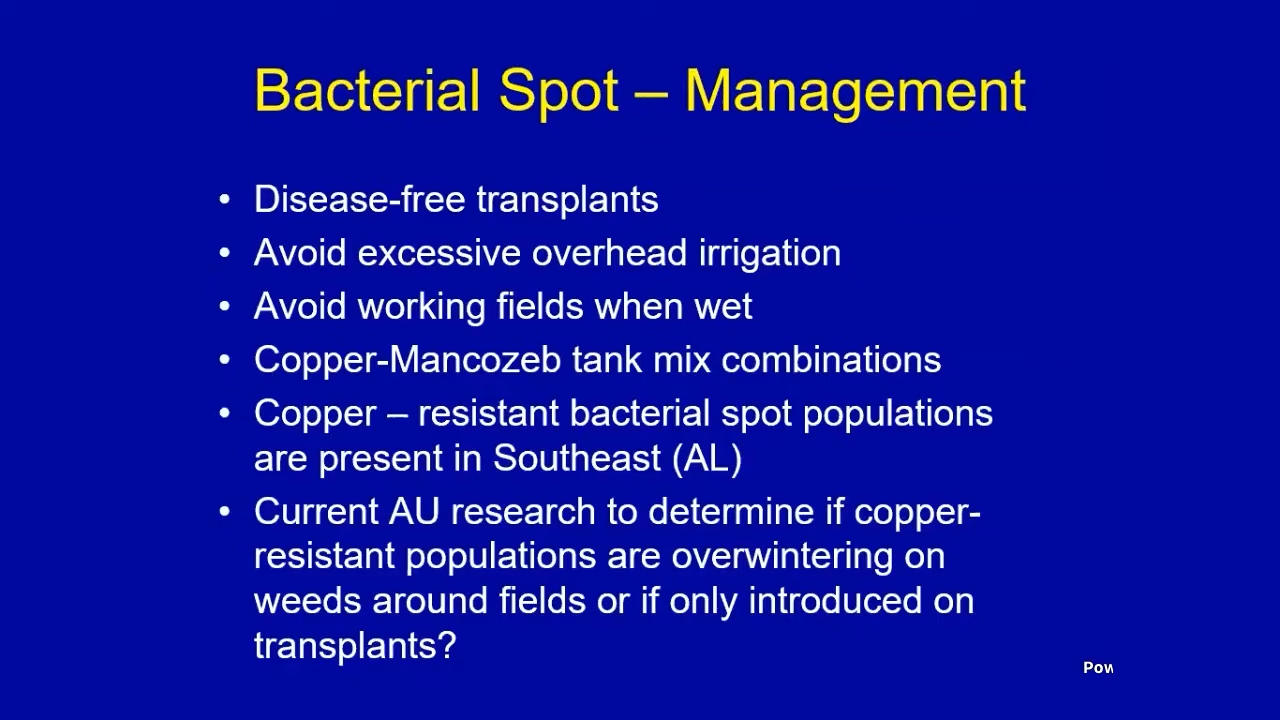 Bacterial Spot – Management
• Disease-free transplants
• Avoid excessive overhead irrigation
• Avoid working fields when wet
• Copper-Mancozeb tank mix combinations
• Copper – resistant bacterial spot populations
are present in Southeast (AL)
• Current AU research to determine if copper-
resistant populations are overwintering on
weeds around fields or if only introduced on
transplants?